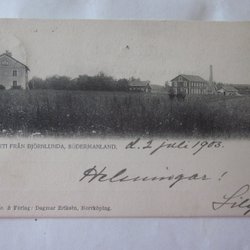 TI FRÅN BJÖRNLUNDA, SÖDERMANLAND.
d. 2 juli 1903.
Helsningar!
& Förlag: Dagmar Eriksén, Norrköping.